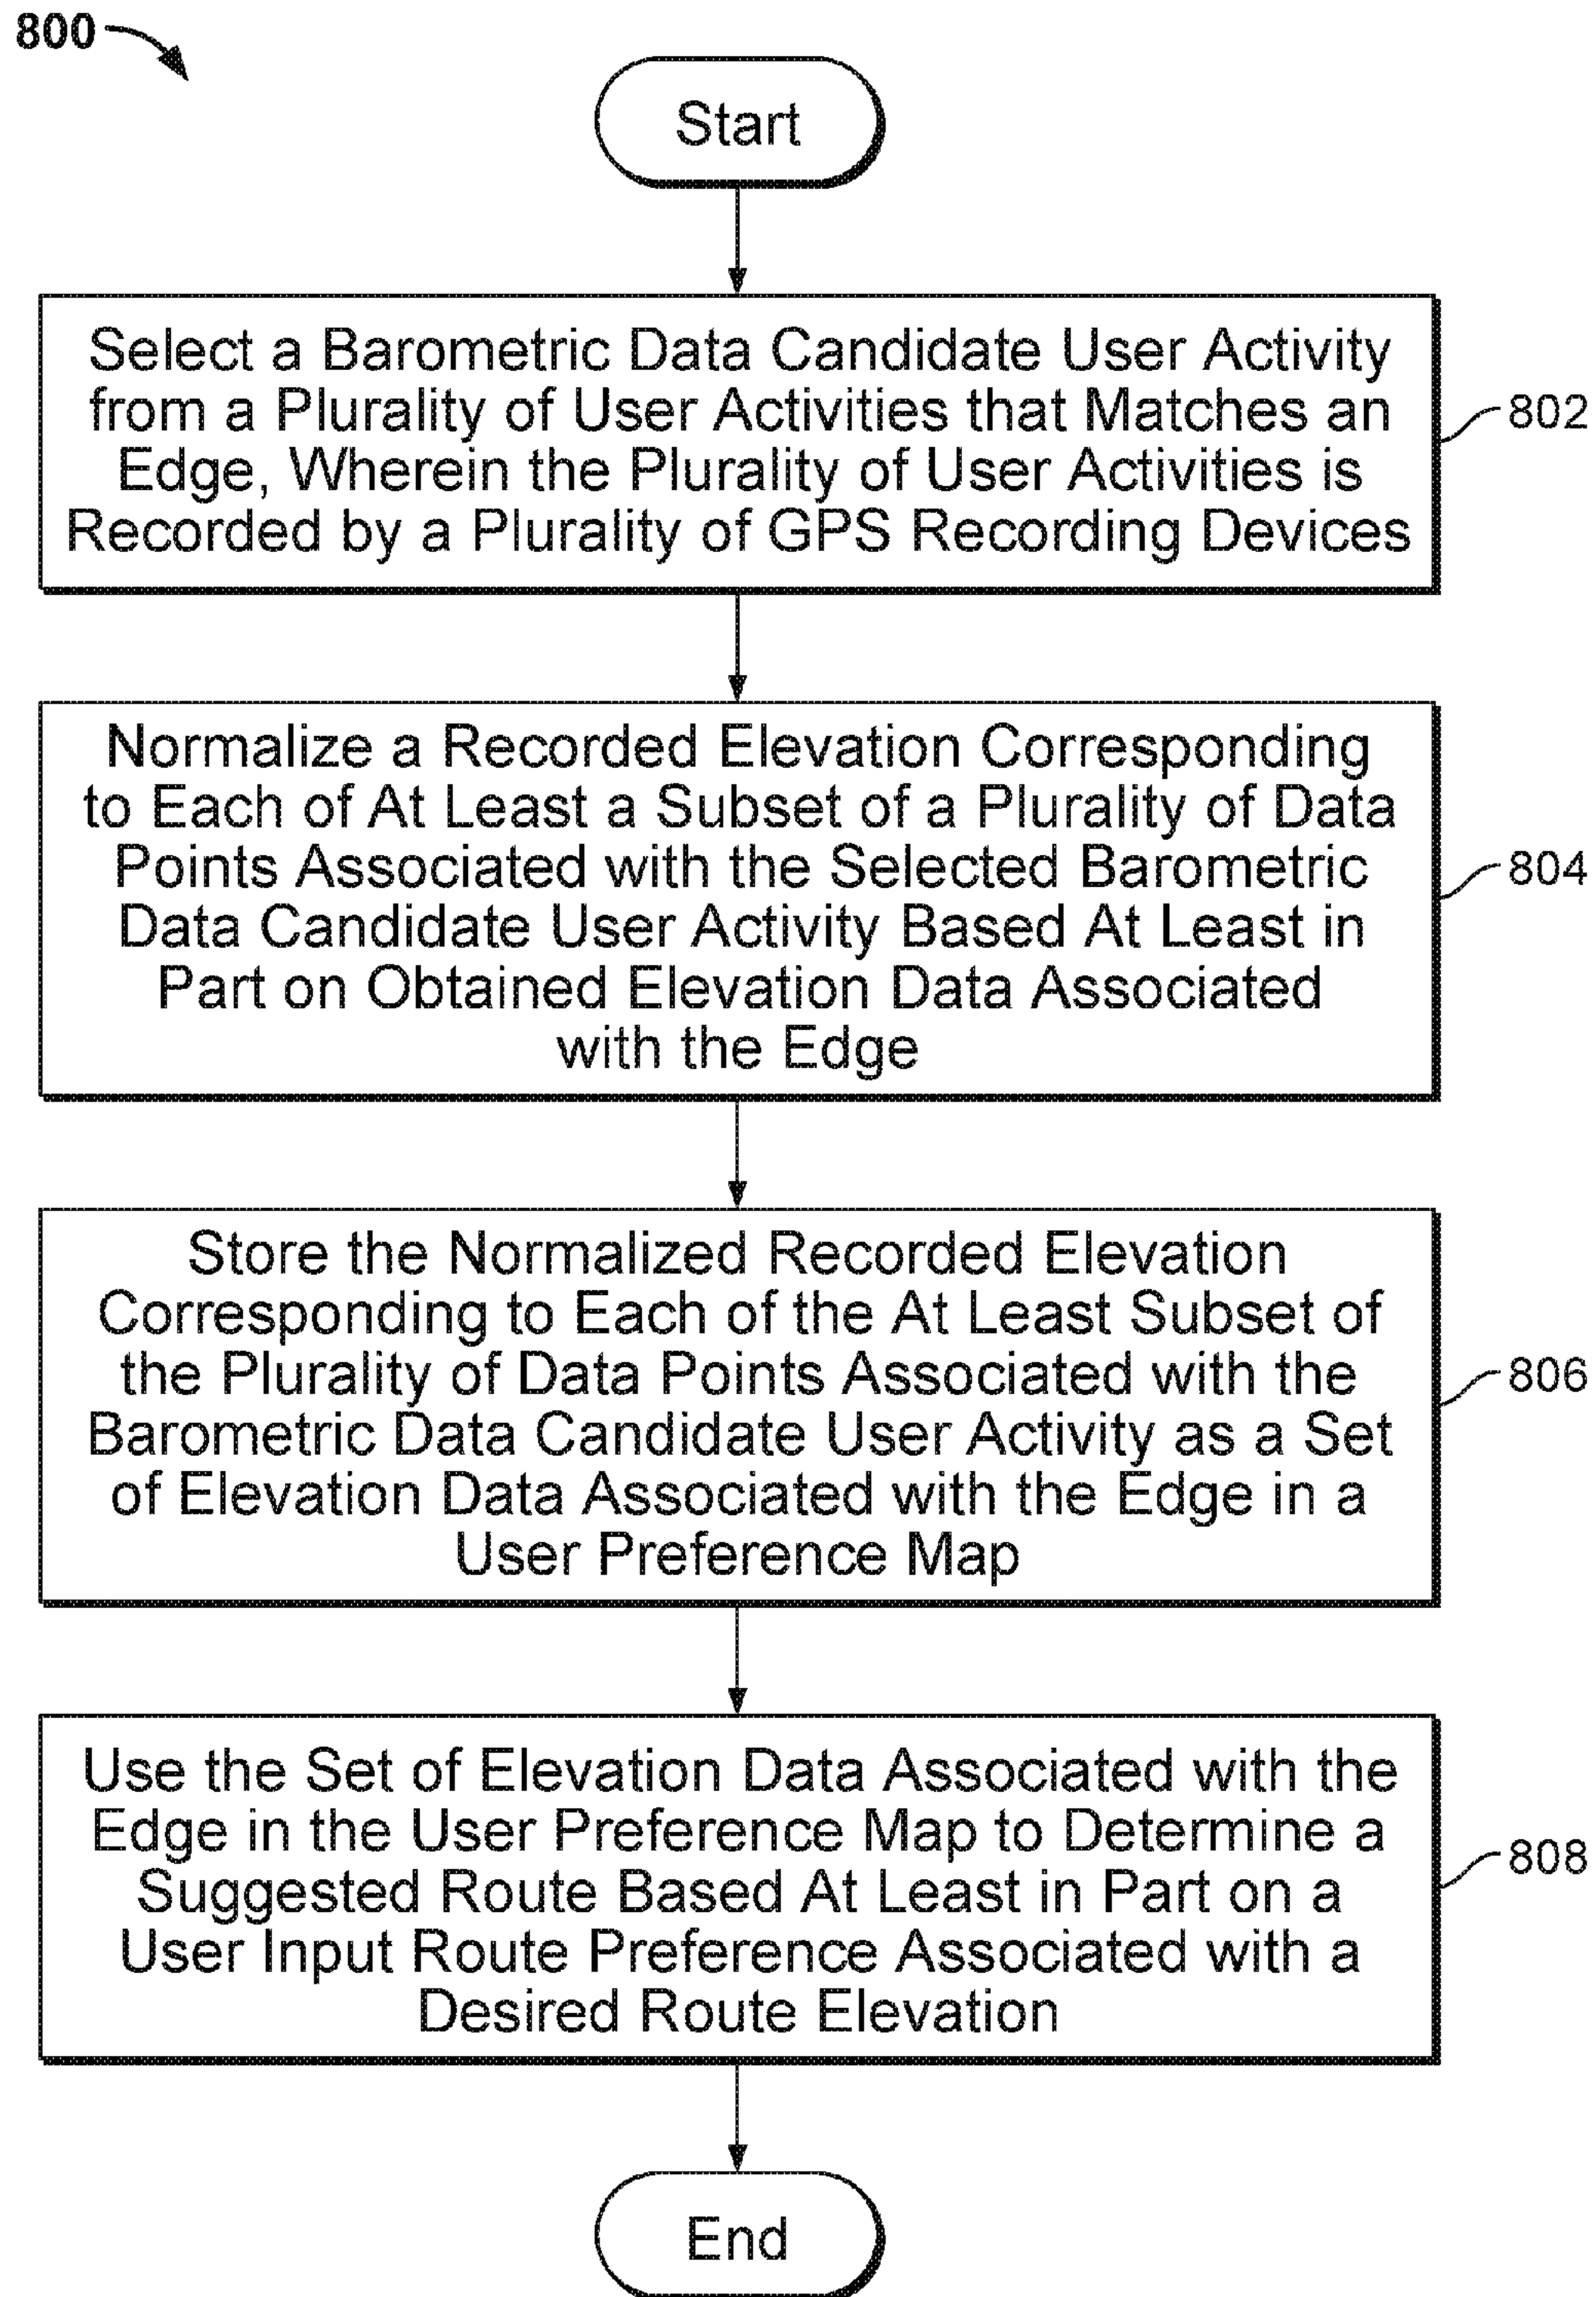 800
Start
Select a Barometric Data Candidate User Activity
from a Plurality of User Activities that Matches an
Edge, Wherein the Plurality of User Activities is
Recorded by a Plurality of GPS Recording Devices
802
Normalize a Recorded Elevation Corresponding
to Each of At Least a Subset of a Plurality of Data
Points Associated with the Selected Barometric
Data Candidate User Activity Based At Least in
Part on Obtained Elevation Data Associated
with the Edge
804
Store the Normalized Recorded Elevation
Corresponding to Each of the At Least Subset of
the Plurality of Data Points Associated with the
Barometric Data Candidate User Activity as a Set
of Elevation Data Associated with the Edge in a
User Preference Map
806
Use the Set of Elevation Data Associated with the
Edge in the User Preference Map to Determine a
Suggested Route Based At Least in Part on a
User Input Route Preference Associated with a
Desired Route Elevation
808
End